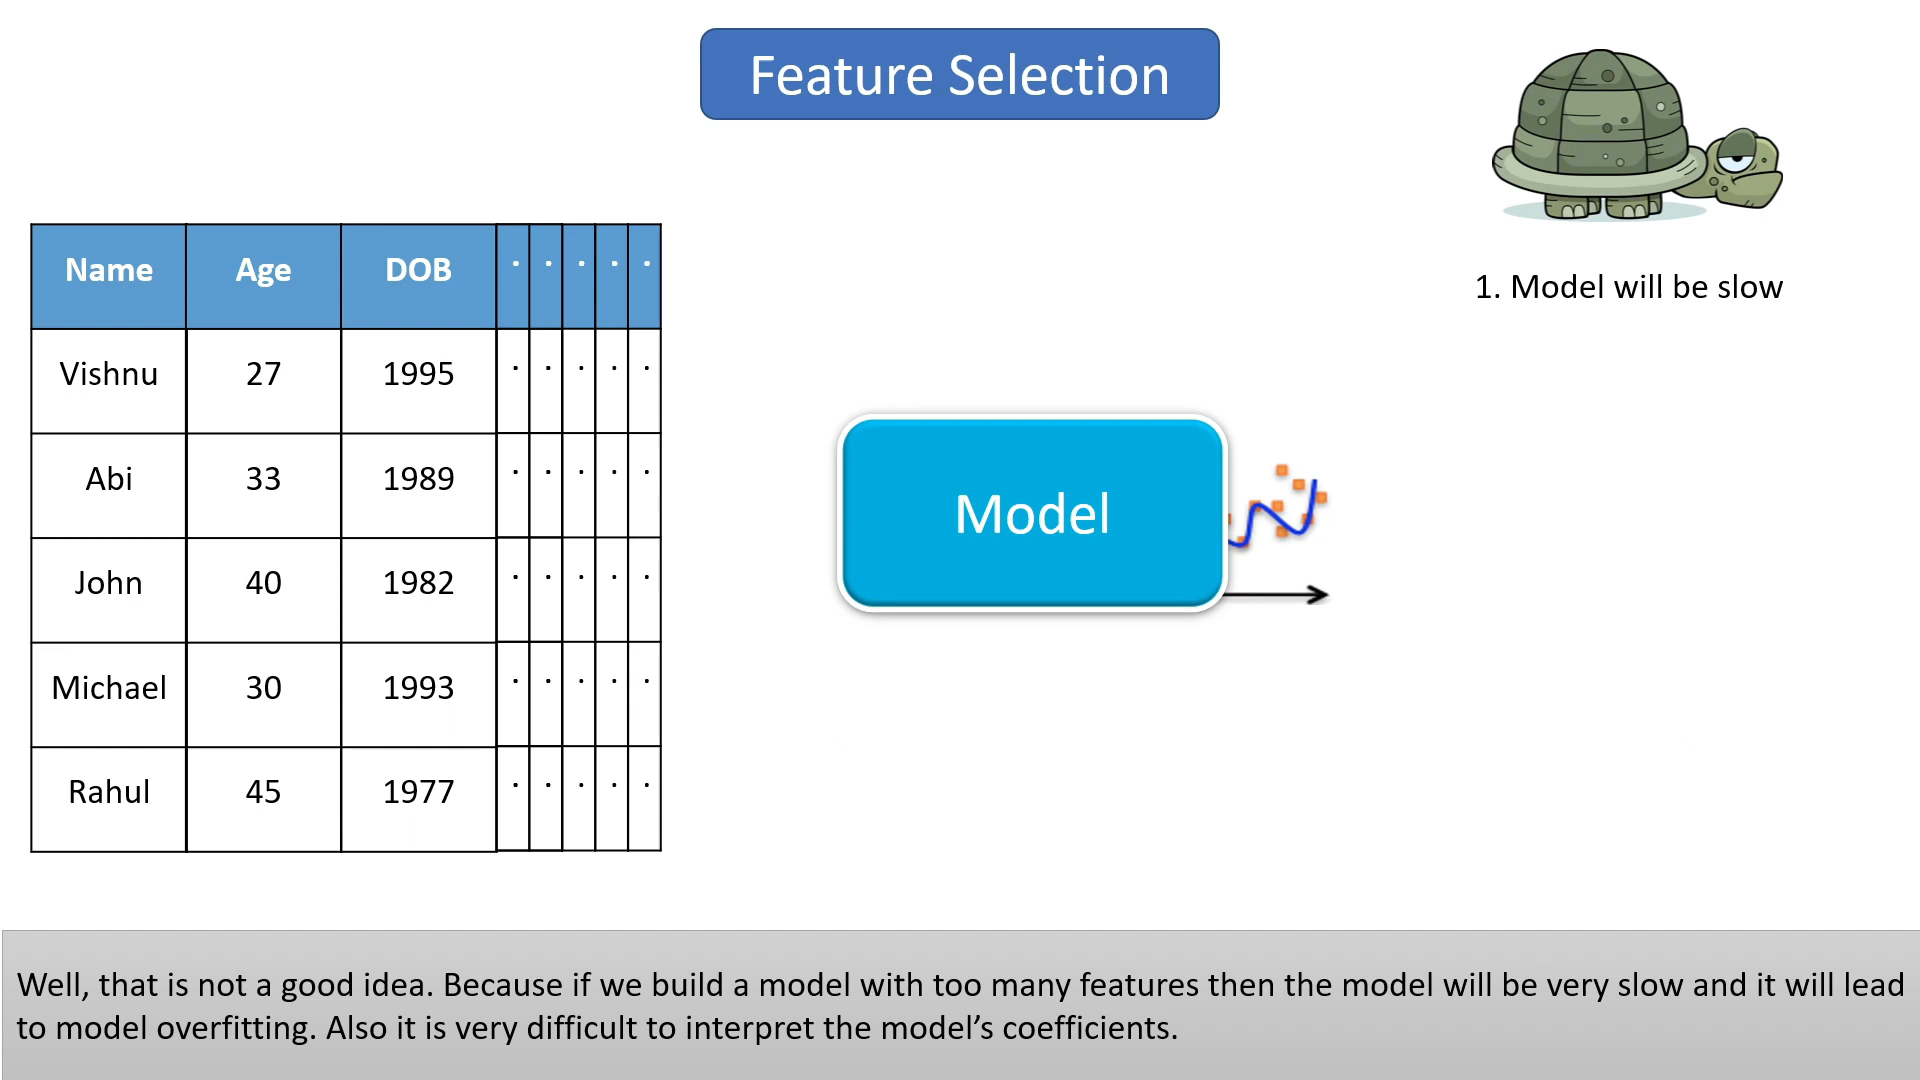 Feature Selection
1. Model will be slow
Name Age DOB . . . . .
Vishnu 27 1995 . . . . .
Abi 33 1989 . . . . .
John 40 1982 . . . . .
Michael 30 1993 . . . . .
Rahul 45 1977 . . . . .
Model
Well, that is not a good idea. Because if we build a model with too many features then the model will be very slow and it will lead
to model overfitting. Also it is very difficult to interpret the model’s coefficients.